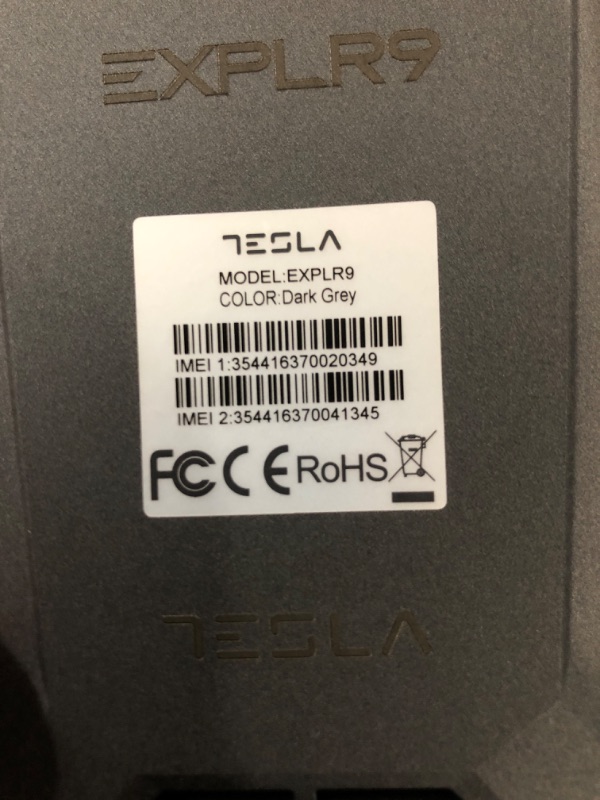 EXPLR9
TESLA
MODEL:EXPLR9
COLOR:Dark Grey
IMEI 1:354416370020349
IMEI 2:354416370041345
FC CE RoHS
TESLA